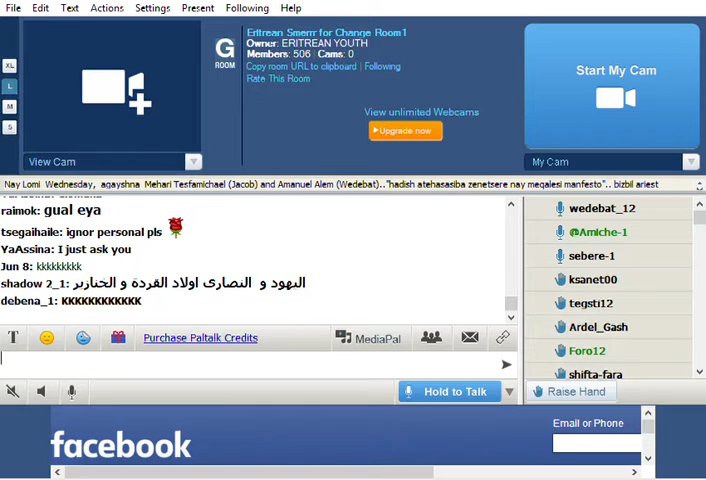 File Edit Text Actions Settings Present Following Help
XL
L
M
S
View Cam
G
ROOM
Eritrean Smerrr for Change Room1
Owner: ERITREAN YOUTH
Members: 506 | Cams: 0
Copy room URL to clipboard | Following
Rate This Room
View unlimited Webcams
Upgrade now
Start My Cam
My Cam
Nay Lomi Wednesday, agayshna Mehari Tesfamichael (Jacob) and Amanuel Alem (Wedebat).."hadish atehasasiba zenetsere nay meqalesi manfesto".. bizbil ariest
raimok: gual eya
tsegaihaile: ignor personal pls
YaAssina: I just ask you
Jun 8: kkkkkkkkk
shadow 2_1: اليهود و النصارى اولاد القردة و الخنازير
debena_1: KKKKKKKKKKKK
wedebat_12
@Amiche-1
sebere-1
ksanet00
tegsti12
Ardel_Gash
Foro12
shifta-fara
T
Purchase Paltalk Credits
MediaPal
Hold to Talk
Raise Hand
facebook
Email or Phone